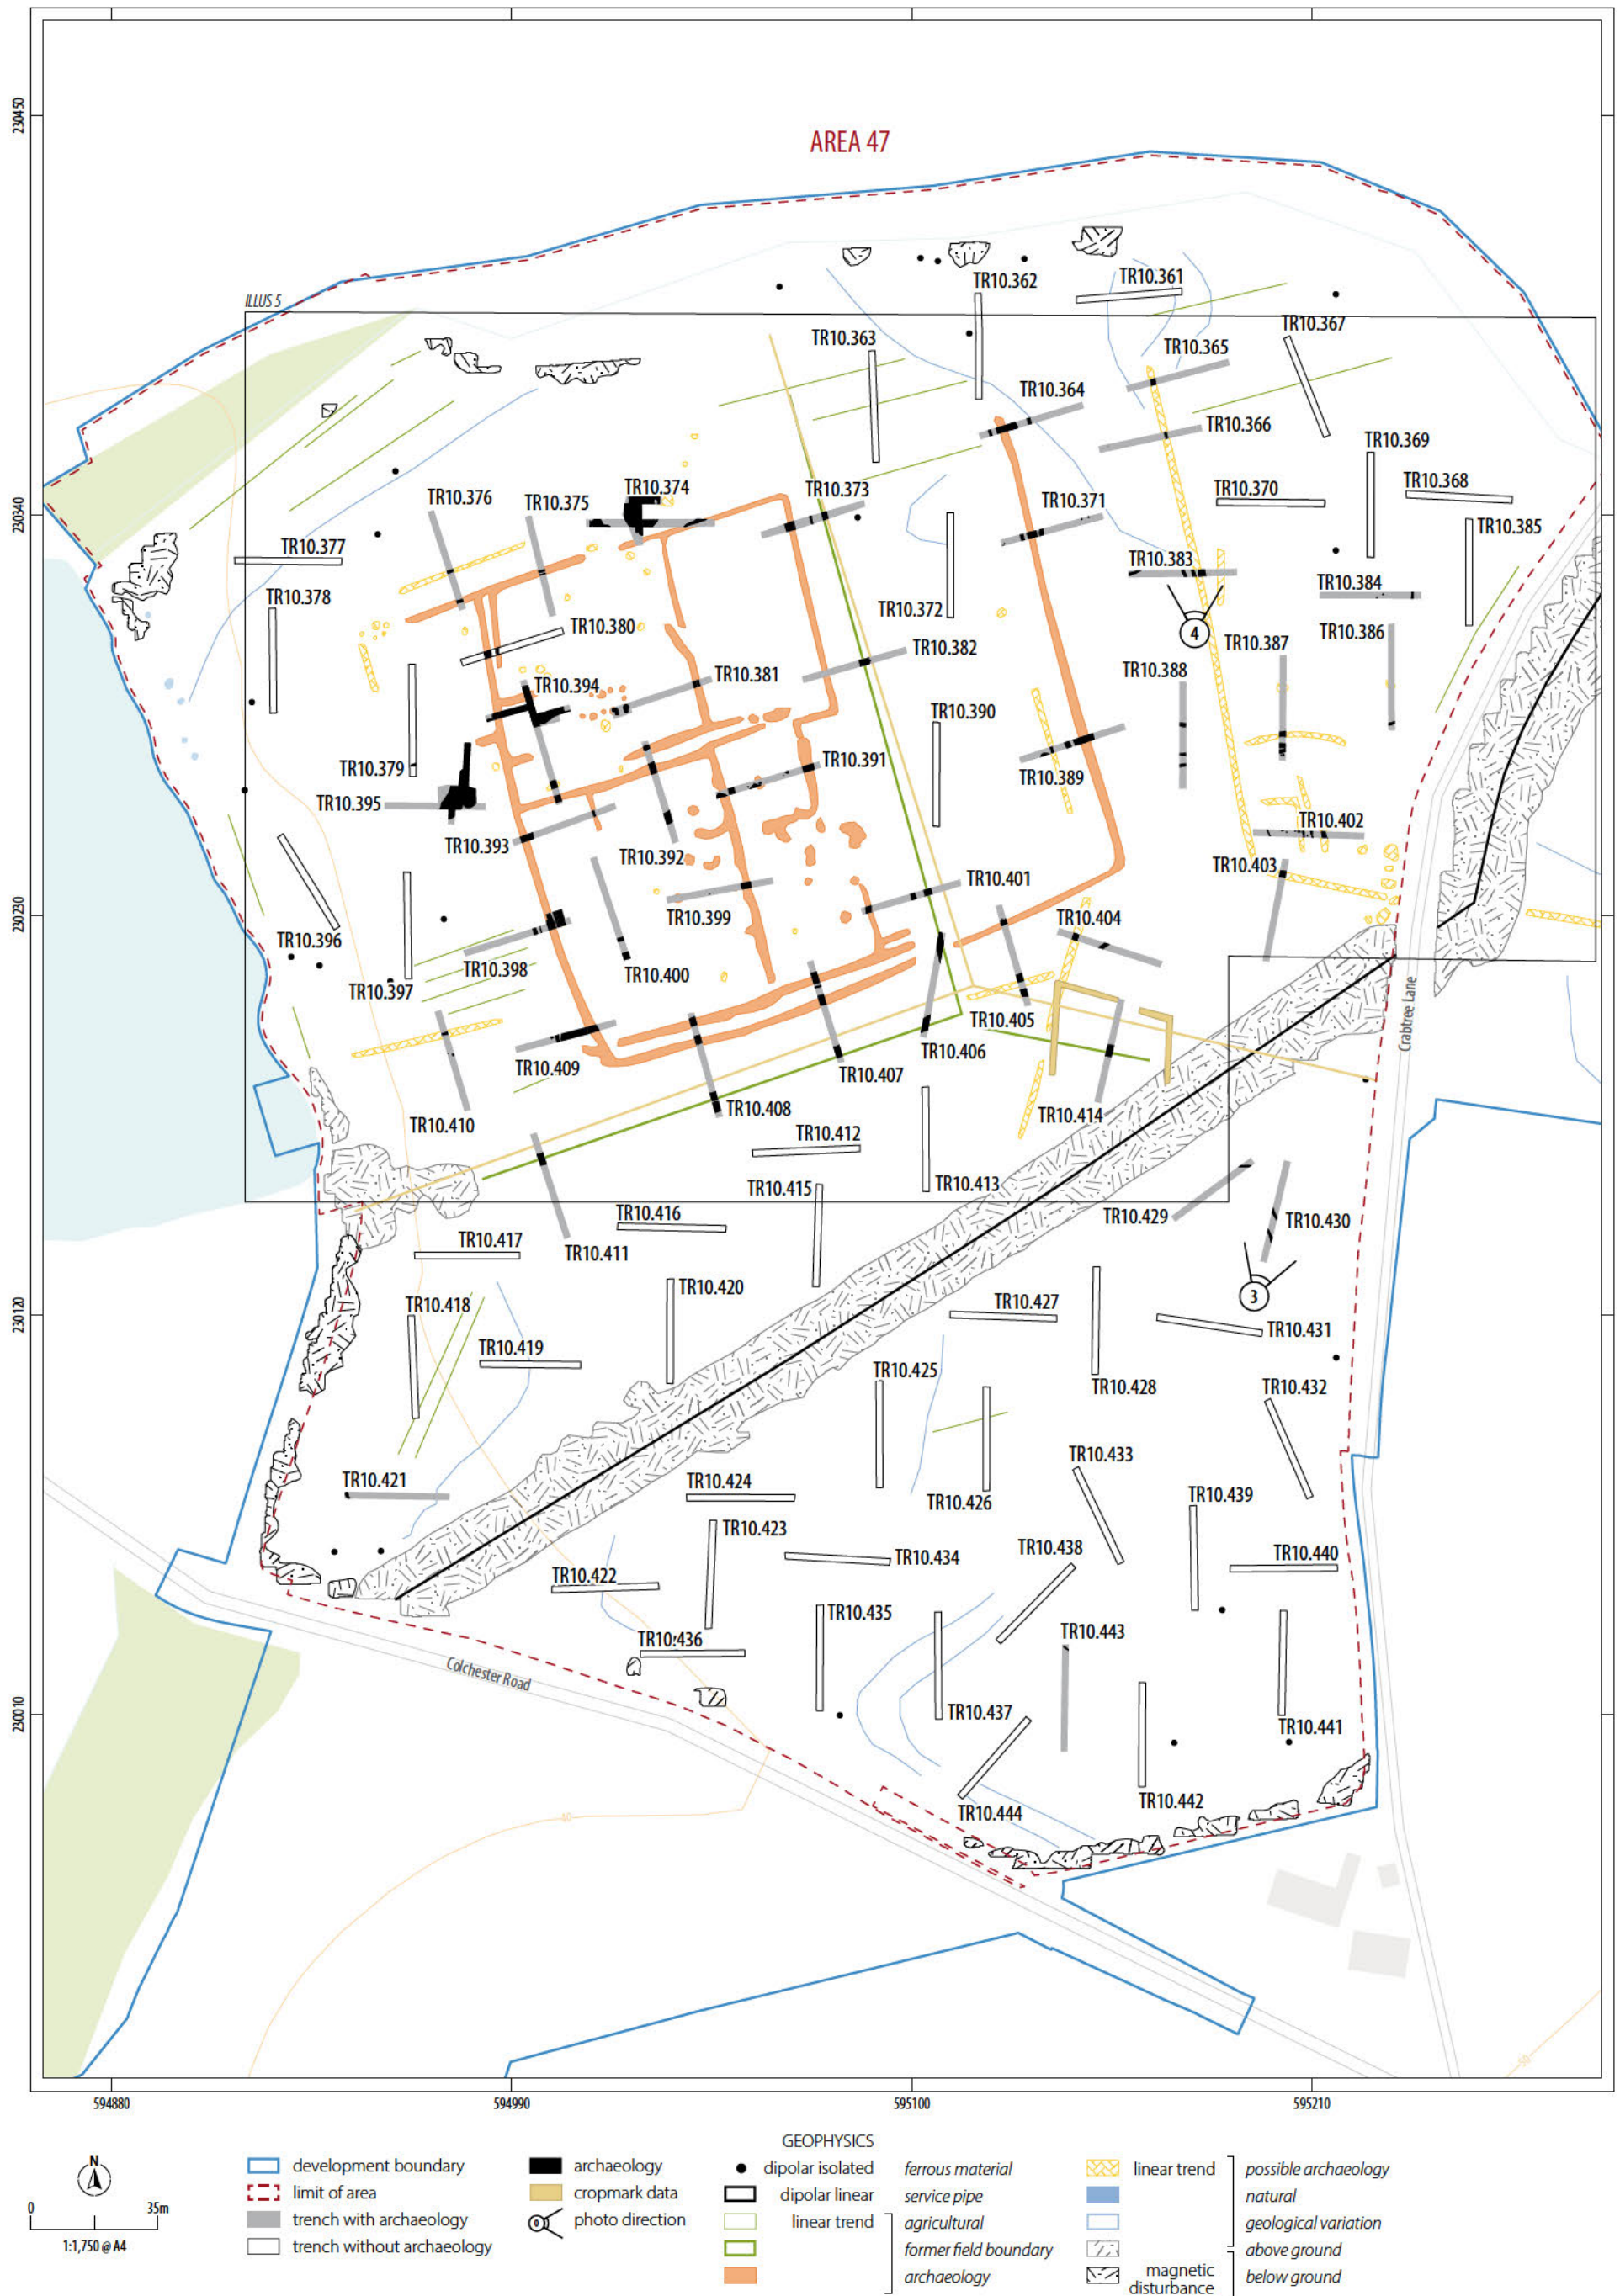 AREA 47
230450
230340
230230
230120
230010
ILLUS 5
TR10.361
TR10.362
TR10.363
TR10.367
TR10.365
TR10.364
TR10.366
TR10.369
TR10.368
TR10.370
TR10.376
TR10.375
TR10.374
TR10.373
TR10.371
TR10.385
TR10.377
TR10.383
TR10.384
TR10.378
TR10.372
TR10.380
TR10.382
4
TR10.387
TR10.386
TR10.394
TR10.381
TR10.388
TR10.390
TR10.379
TR10.391
TR10.389
TR10.395
TR10.402
TR10.393
TR10.392
TR10.403
TR10.401
TR10.399
TR10.404
TR10.396
TR10.398
TR10.400
TR10.397
Crabtree Lane
TR10.405
TR10.406
TR10.409
TR10.407
TR10.408
TR10.414
TR10.410
TR10.412
TR10.415
TR10.413
TR10.416
TR10.429
TR10.430
TR10.417
TR10.411
TR10.420
3
TR10.418
TR10.427
TR10.431
TR10.419
TR10.425
TR10.428
TR10.432
TR10.433
TR10.421
TR10.424
TR10.426
TR10.439
TR10.423
TR10.434
TR10.438
TR10.440
TR10.422
TR10.435
TR10.443
TR10.436
Colchester Road
TR10.437
TR10.441
TR10.442
TR10.444
40
50
594880
594990
595100
595210
N
0
35m
1:1,750 @ A4
development boundary
limit of area
trench with archaeology
trench without archaeology
archaeology
cropmark data
0
photo direction
GEOPHYSICS
dipolar isolated
ferrous material
dipolar linear
service pipe
linear trend
agricultural
former field boundary
archaeology
linear trend
possible archaeology
natural
geological variation
above ground
magnetic
disturbance
below ground